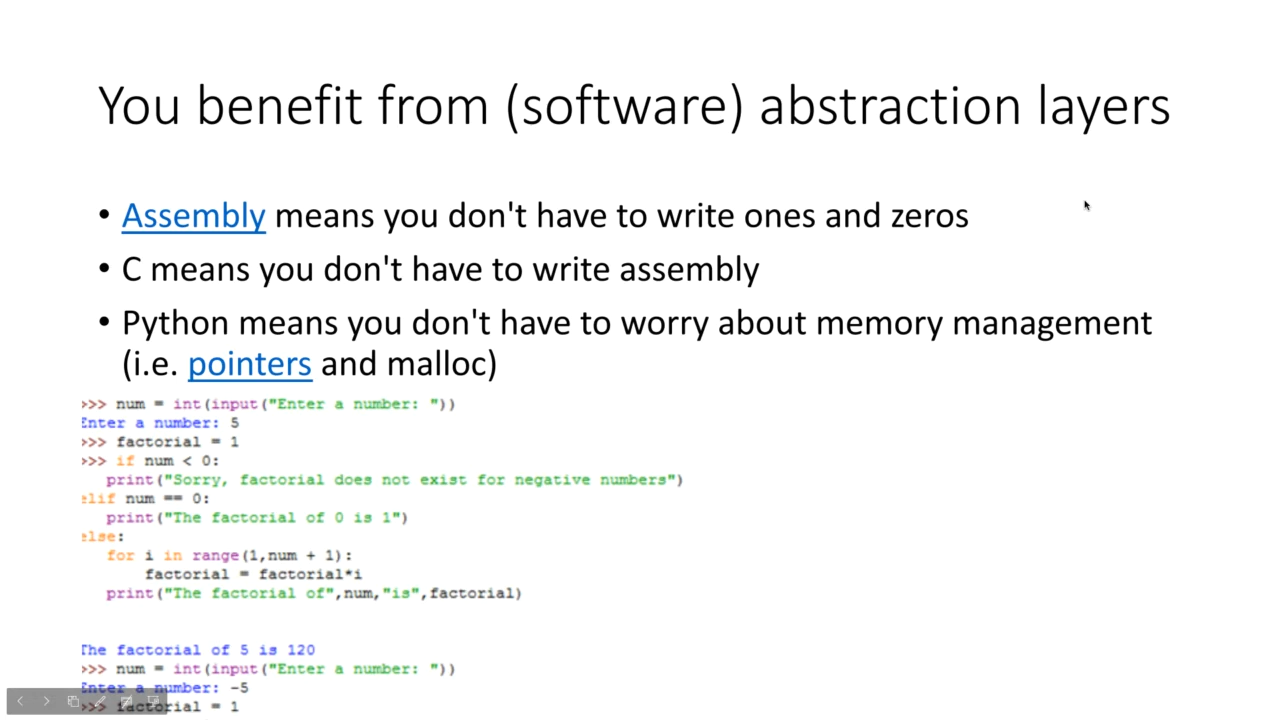 You benefit from (software) abstraction layers
• Assembly means you don't have to write ones and zeros
• C means you don't have to write assembly
• Python means you don't have to worry about memory management
(i.e. pointers and malloc)
>>> num = int(input("Enter a number: "))
Enter a number: 5
>>> factorial = 1
>>> if num < 0:
   print("Sorry, factorial does not exist for negative numbers")
elif num == 0:
   print("The factorial of 0 is 1")
else:
   for i in range(1,num + 1):
       factorial = factorial*i
   print("The factorial of",num,"is",factorial)
The factorial of 5 is 120
>>> num = int(input("Enter a number: "))
Enter a number: -5
>>> factorial = 1